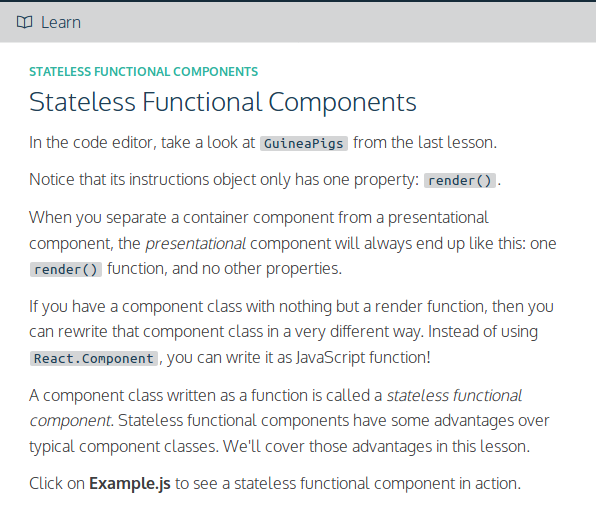 Learn
STATELESS FUNCTIONAL COMPONENTS
Stateless Functional Components
In the code editor, take a look at GuineaPigs from the last lesson.
Notice that its instructions object only has one property: render().
When you separate a container component from a presentational
component, the presentational component will always end up like this: one
render() function, and no other properties.
If you have a component class with nothing but a render function, then you
can rewrite that component class in a very different way. Instead of using
React.Component, you can write it as JavaScript function!
A component class written as a function is called a stateless functional
component. Stateless functional components have some advantages over
typical component classes. We'll cover those advantages in this lesson.
Click on Example.js to see a stateless functional component in action.